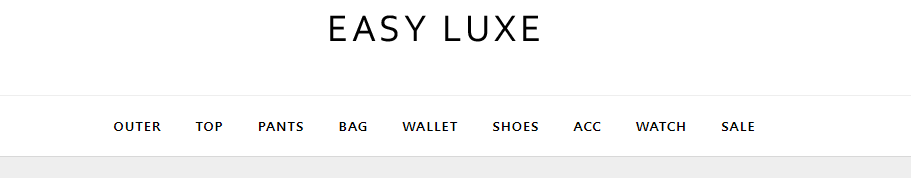 EASY LUXE
OUTER TOP PANTS BAG WALLET SHOES ACC WATCH SALE